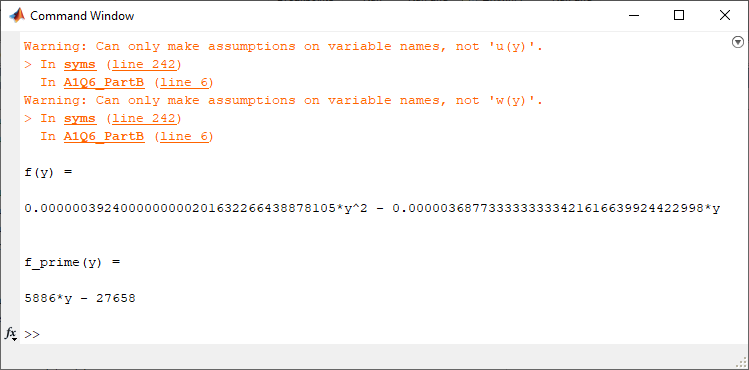 Command Window
Warning: Can only make assumptions on variable names, not 'u(y)'.
> In syms (line 242)
In A1Q6_PartB (line 6)
Warning: Can only make assumptions on variable names, not 'w(y)'.
> In syms (line 242)
In A1Q6_PartB (line 6)
f(y) =
0.00000039240000000000201632266438878105*y^2 - 0.0000036877333333333421616639924422998*y
f_prime(y) =
5886*y - 27658
fx >>